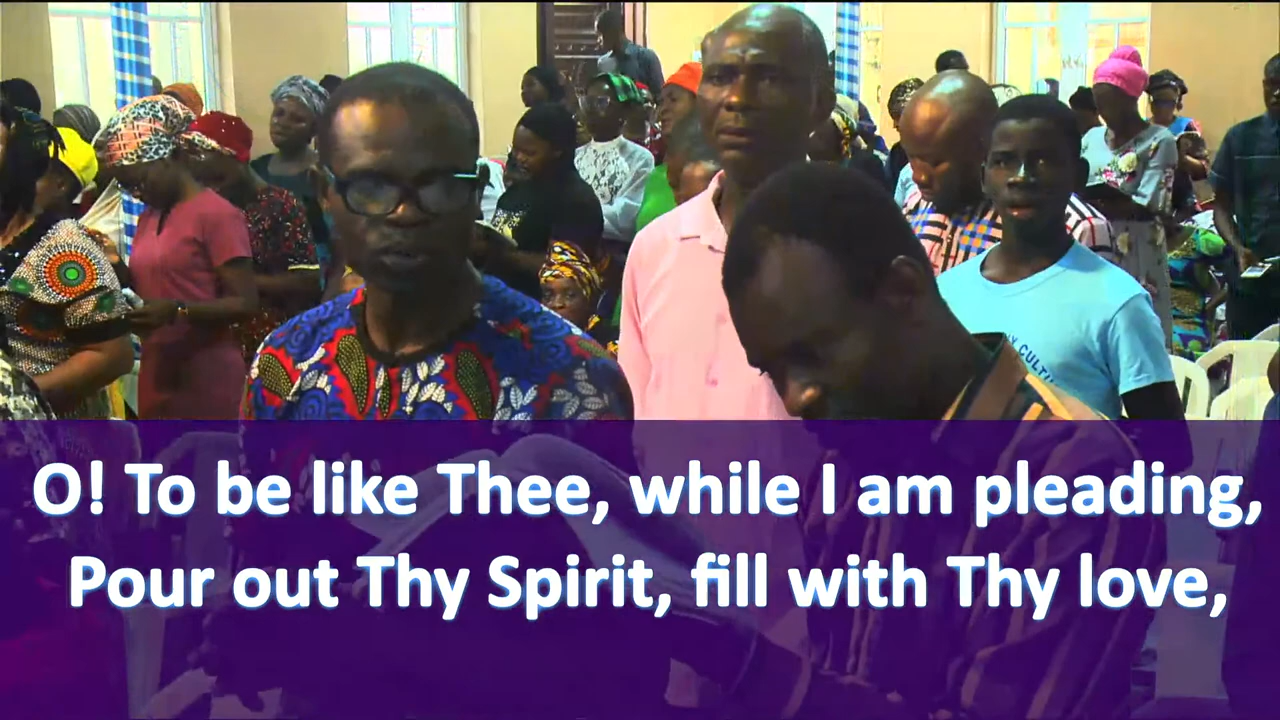 O! To be like Thee, while I am pleading,
Pour out Thy Spirit, fill with Thy love,